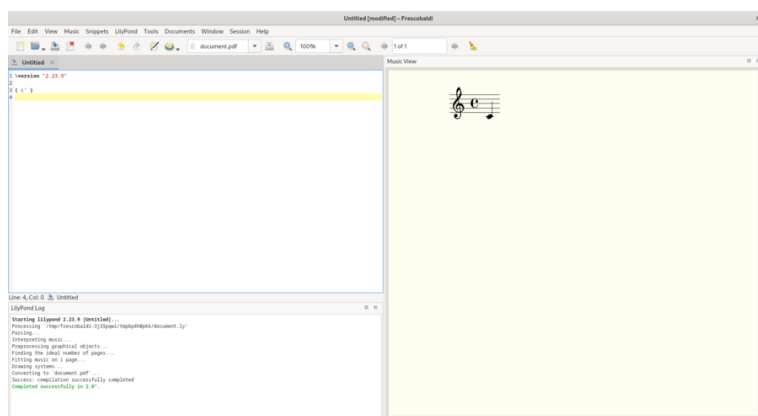 Untitled [modified] – Frescobaldi
File Edit View Music Snippets LilyPond Tools Documents Window Session Help
document.pdf 100% 1 of 1
Untitled
Music View
1 \version "2.23.9"
2
3 { c' }
4
Line: 4, Col: 0 Untitled
LilyPond Log
Starting lilypond 2.23.9 [Untitled]...
Parsing...
Interpreting music...
Preprocessing graphical objects...
Finding the ideal number of pages...
Fitting music on 1 page...
Drawing systems...
Converting to `document.pdf'...
Success: compilation successfully completed
Completed successfully in 2.0".